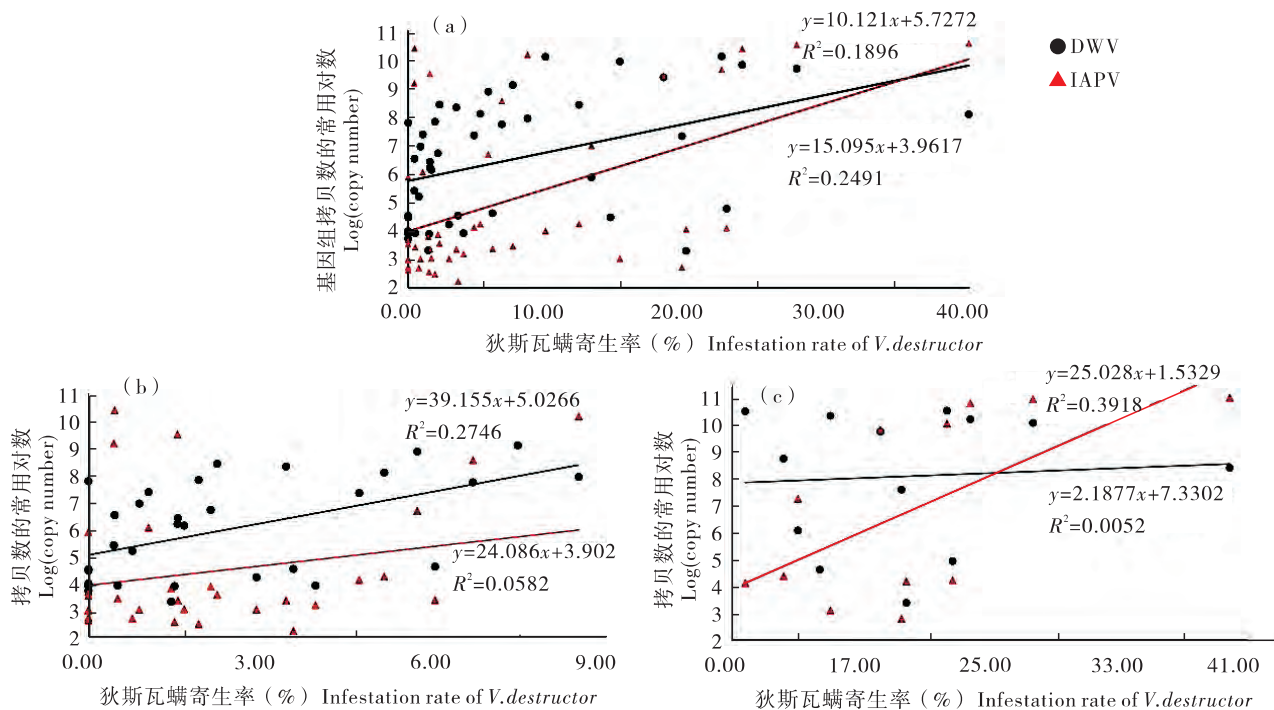 (a)
y=10.121x+5.7272
R²=0.1896
DWV
IAPV
y=15.095x+3.9617
R²=0.2491
基因组拷贝数的常用对数
Log(copy number)
11
10
9
8
7
6
5
4
3
2
0.00 10.00 20.00 30.00 40.00
狄斯瓦螨寄生率(%) Infestation rate of V.destructor
(b)
y=39.155x+5.0266
R²=0.2746
y=24.086x+3.902
R²=0.0582
拷贝数的常用对数
Log(copy number)
11
10
9
8
7
6
5
4
3
2
0.00 3.00 6.00 9.00
狄斯瓦螨寄生率(%) Infestation rate of V.destructor
(c)
y=25.028x+1.5329
R²=0.3918
y=2.1877x+7.3302
R²=0.0052
拷贝数的常用对数
Log(copy number)
11
10
9
8
7
6
5
4
3
2
0.00 17.00 25.00 33.00 41.00
狄斯瓦螨寄生率(%) Infestation rate of V.destructor